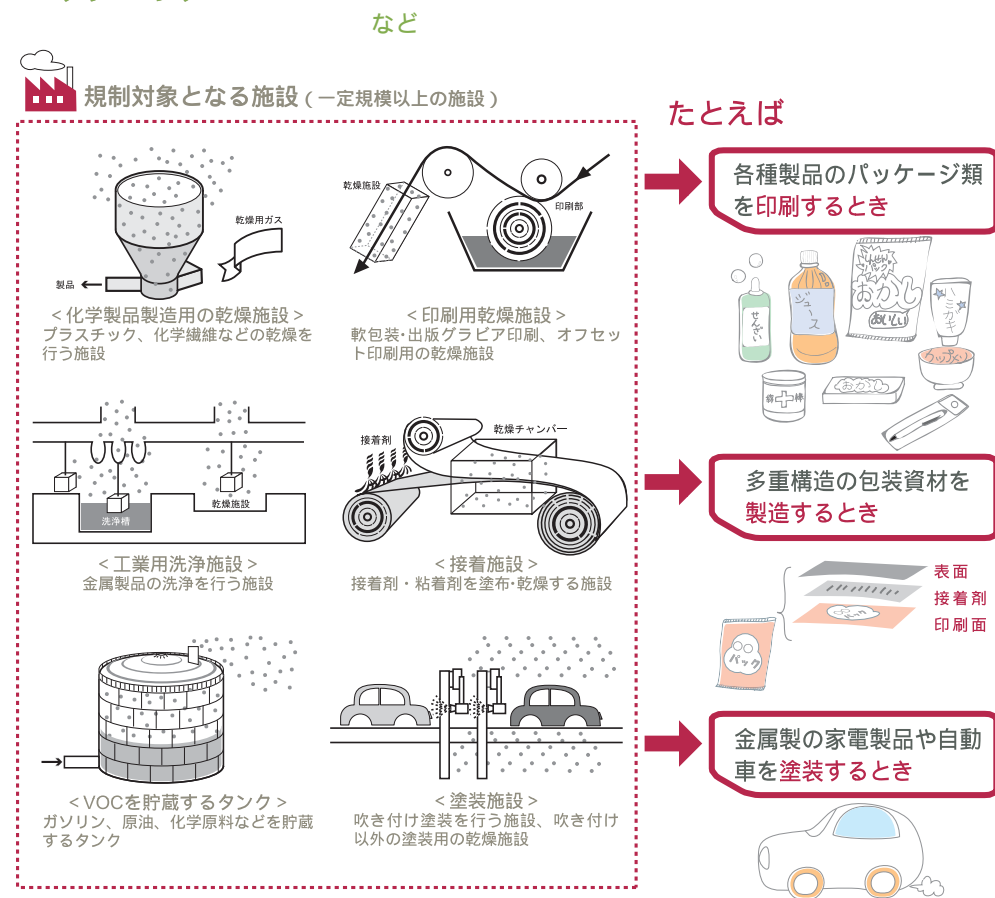 など
規制対象となる施設(一定規模以上の施設)
たとえば
乾燥用ガス
製品
<化学製品製造用の乾燥施設>
プラスチック、化学繊維などの乾燥を
行う施設
乾燥施設
印刷部
<印刷用乾燥施設>
軟包装・出版グラビア印刷、オフセッ
ト印刷用の乾燥施設
各種製品のパッケージ類
を印刷するとき
せんざい
ジュース
パック
おかし
おいしい
ハミガキ
カップめん
おかし
洗浄槽
乾燥施設
<工業用洗浄施設>
金属製品の洗浄を行う施設
接着剤
乾燥チャンバー
<接着施設>
接着剤・粘着剤を塗布・乾燥する施設
多重構造の包装資材を
製造するとき
表面
接着剤
印刷面
パック
パック
<VOCを貯蔵するタンク>
ガソリン、原油、化学原料などを貯蔵
するタンク
<塗装施設>
吹き付け塗装を行う施設、吹き付け
以外の塗装用の乾燥施設
金属製の家電製品や自動
車を塗装するとき